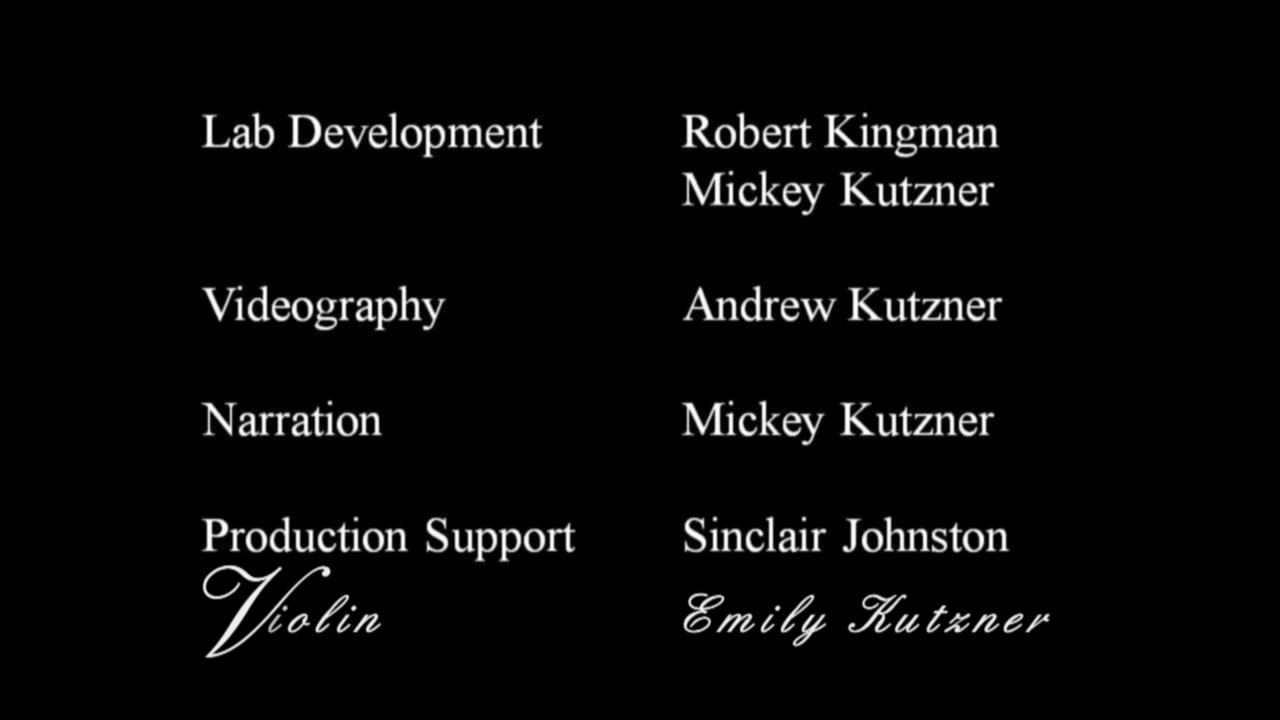 Lab Development Robert Kingman
Mickey Kutzner
Videography Andrew Kutzner
Narration Mickey Kutzner
Production Support Sinclair Johnston
Violin Emily Kutzner